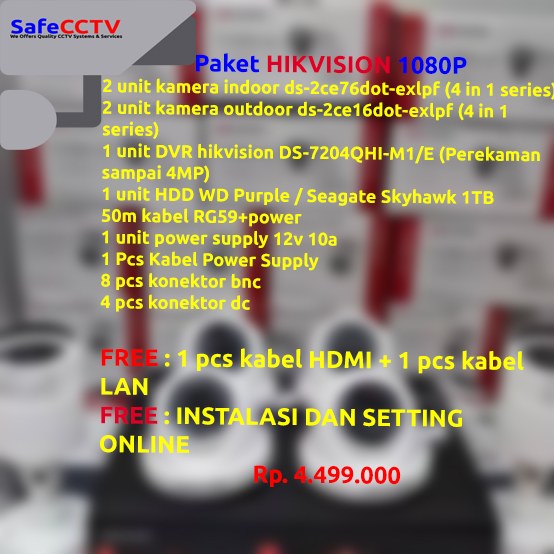 SafeCCTV
We Offers Quality CCTV Systems & Services
Paket HIKVISION 1080P
2 unit kamera indoor ds-2ce76dot-exlpf (4 in 1 series)
2 unit kamera outdoor ds-2ce16dot-exlpf (4 in 1
series)
1 unit DVR hikvision DS-7204QHI-M1/E (Perekaman
sampai 4MP)
1 unit HDD WD Purple / Seagate Skyhawk 1TB
50m kabel RG59+power
1 unit power supply 12v 10a
1 Pcs Kabel Power Supply
8 pcs konektor bnc
4 pcs konektor dc
FREE : 1 pcs kabel HDMI + 1 pcs kabel
LAN
FREE : INSTALASI DAN SETTING
ONLINE
Rp. 4.499.000